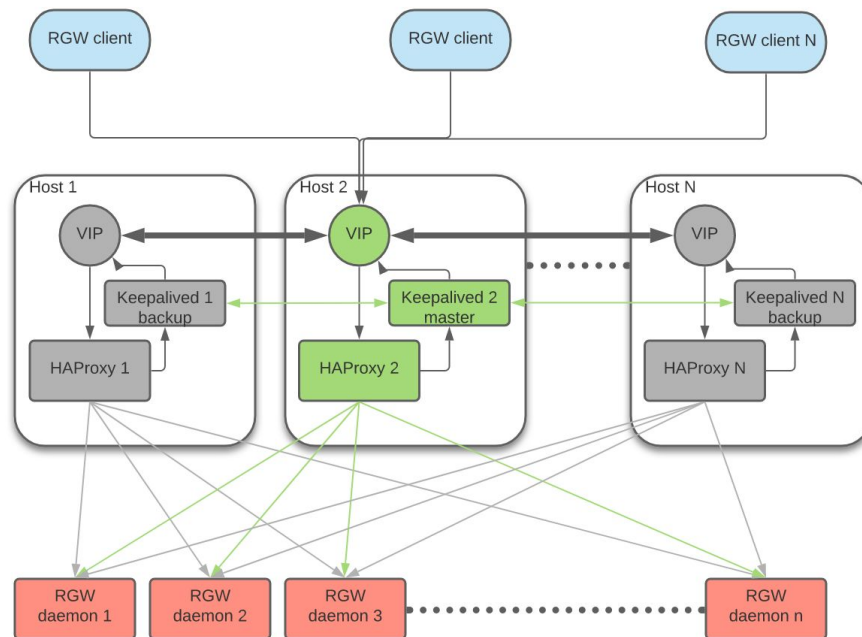 RGW client
RGW client
RGW client N
Host 1
Host 2
Host N
VIP
VIP
VIP
Keepalived 1
backup
Keepalived 2
master
Keepalived N
backup
HAProxy 1
HAProxy 2
HAProxy N
RGW
daemon 1
RGW
daemon 2
RGW
daemon 3
RGW
daemon n